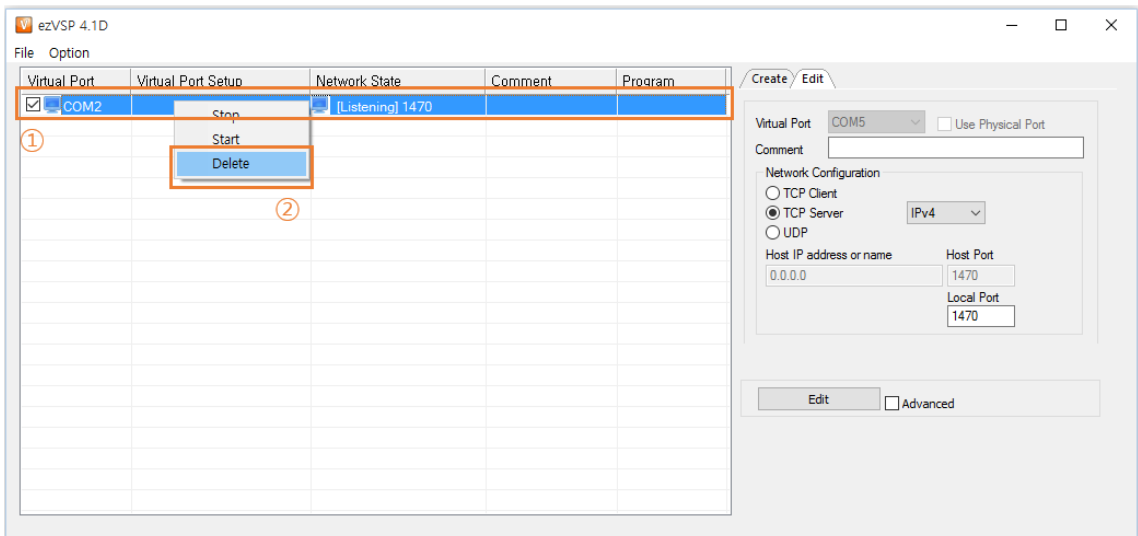 ezVSP 4.1D
File Option
Virtual Port Virtual Port Setup Network State Comment Program
COM2 [Listening] 1470
Stop
Start
Delete
①
②
Create Edit
Virtual Port COM5 Use Physical Port
Comment
Network Configuration
TCP Client
TCP Server IPv4
UDP
Host IP address or name Host Port
0.0.0.0 1470
Local Port
1470
Edit Advanced